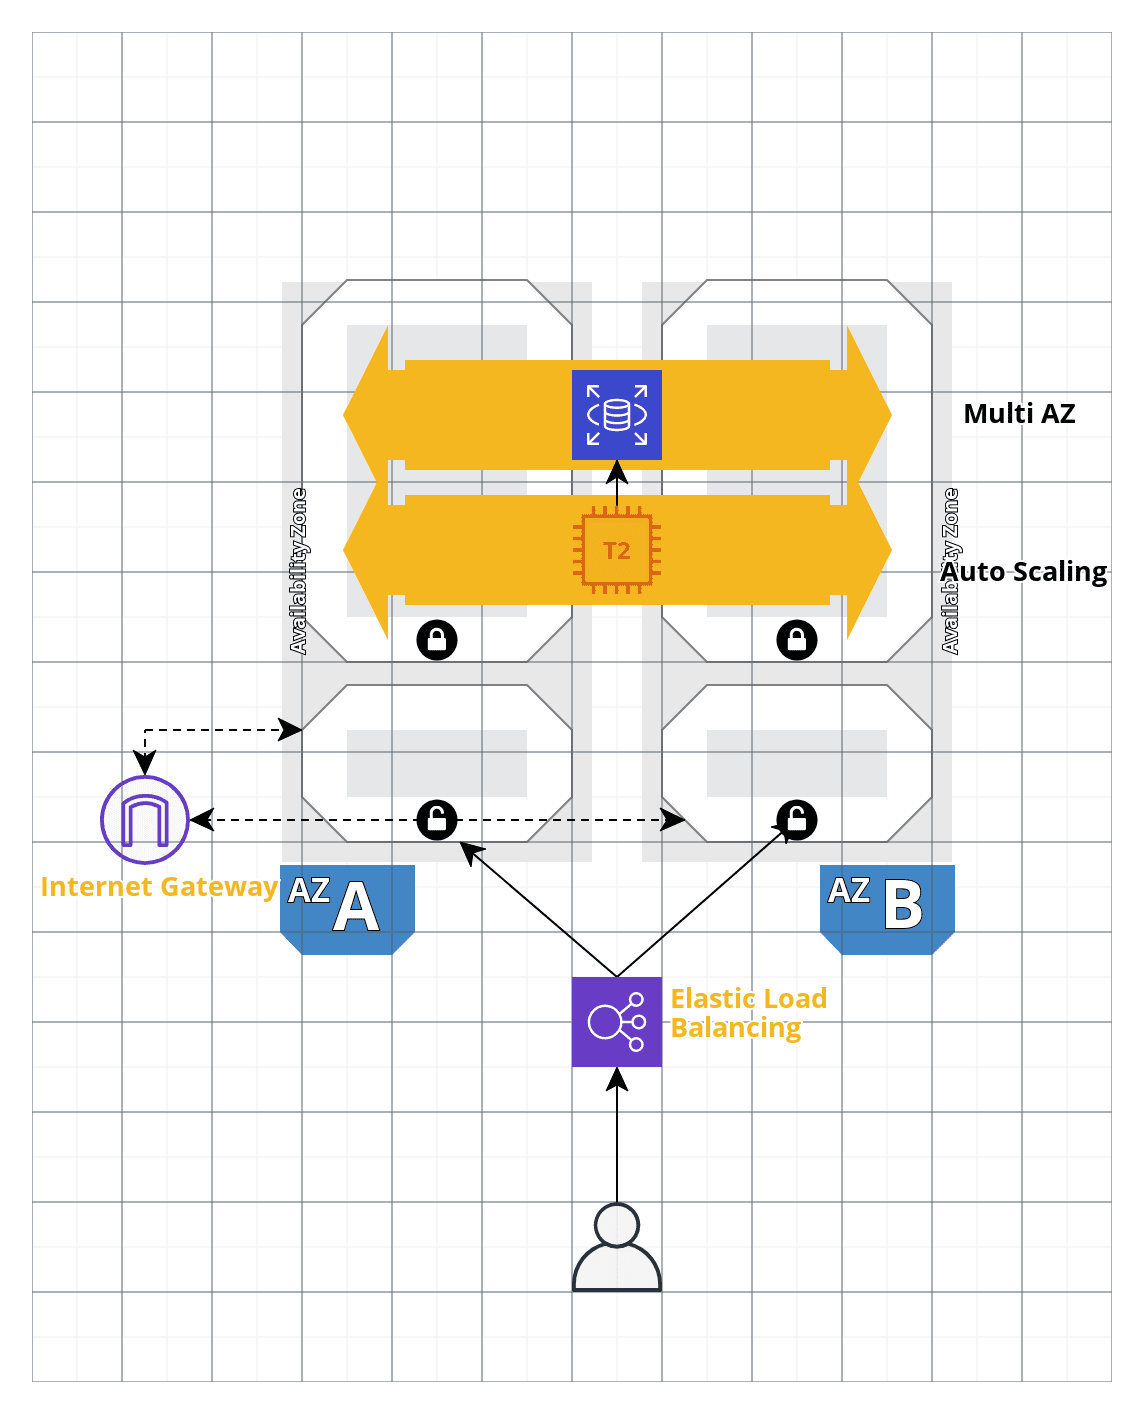 Multi AZ
Availability Zone
Availability Zone
T2
Auto Scaling
Internet Gateway
AZ A
AZ B
Elastic Load
Balancing